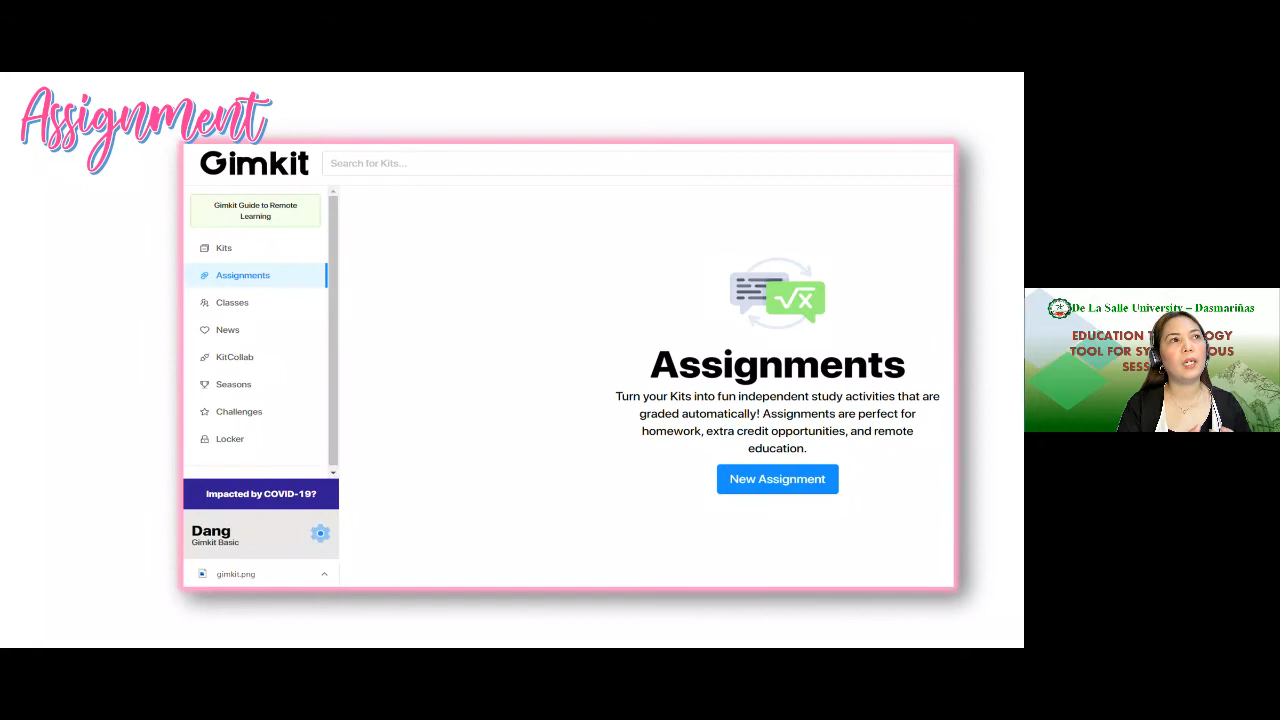 Assignment
Gimkit
Search for Kits...
Gimkit Guide to Remote
Learning
Kits
Assignments
Classes
News
KitCollab
Seasons
Challenges
Locker
Impacted by COVID-19?
Dang
Gimkit Basic
gimkit.png
Assignments
Turn your Kits into fun independent study activities that are
graded automatically! Assignments are perfect for
homework, extra credit opportunities, and remote
education.
New Assignment
De La Salle University – Dasmariñas
EDUCATION
TOOL FOR